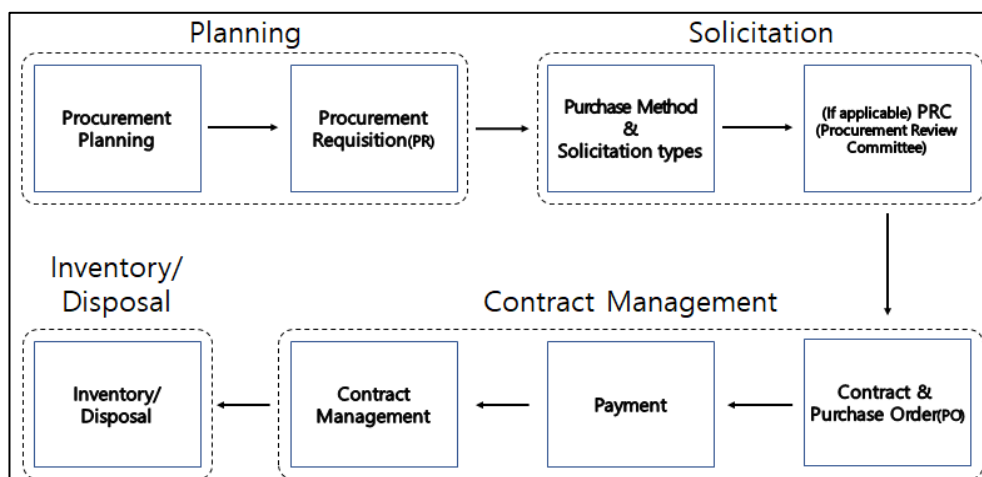 Planning
Solicitation
Procurement
Planning
Procurement
Requisition(PR)
Purchase Method
&
Solicitation types
(If applicable) PRC
(Procurement Review
Committee)
Inventory/
Disposal
Contract Management
Inventory/
Disposal
Contract
Management
Payment
Contract &
Purchase Order(PO)